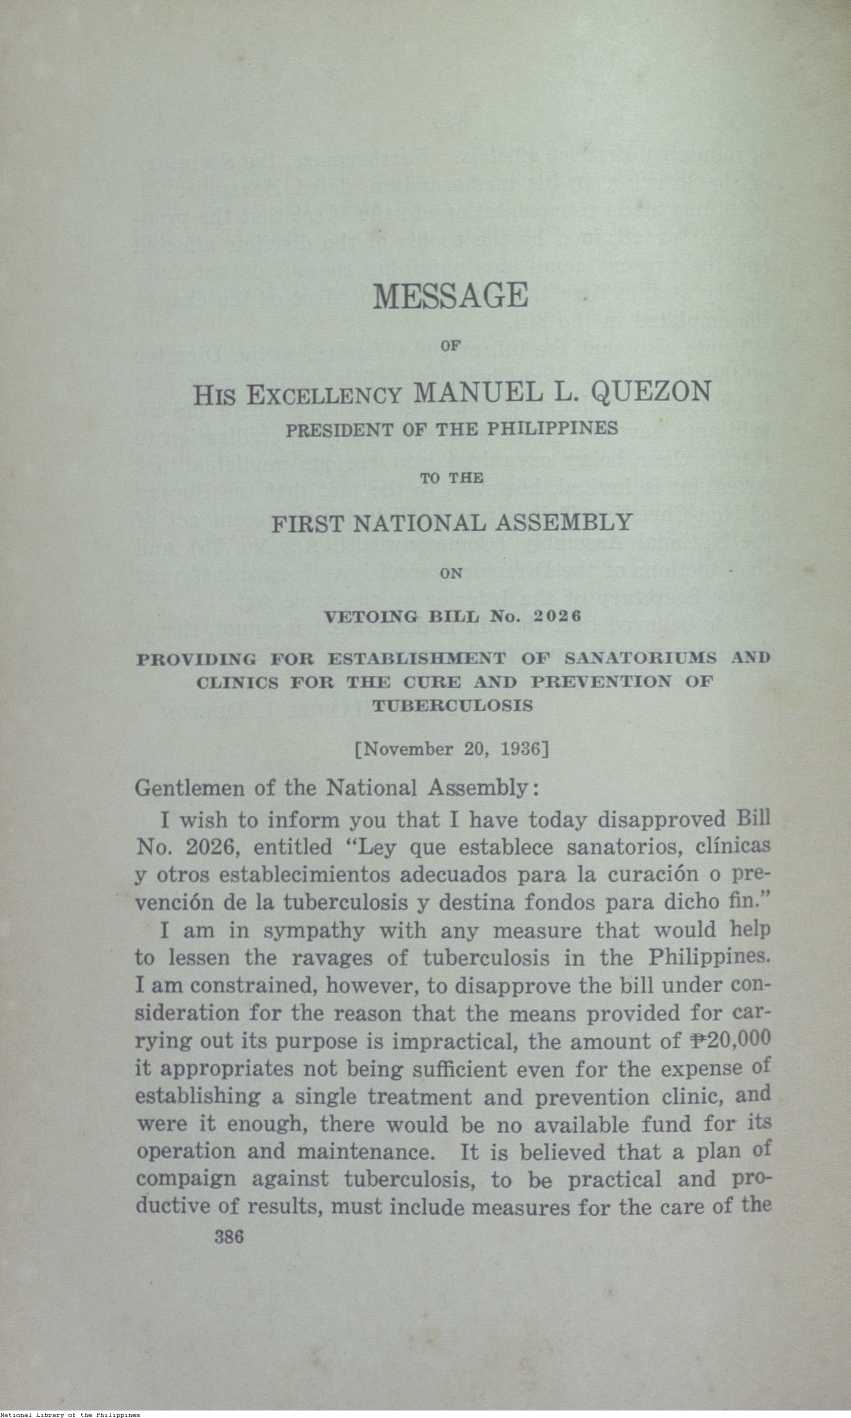 MESSAGE
OF
HIS EXCELLENCY MANUEL L. QUEZON
PRESIDENT OF THE PHILIPPINES
TO THE
FIRST NATIONAL ASSEMBLY
ON
VETOING BILL No. 2026
PROVIDING FOR ESTABLISHMENT OF SANATORIUMS AND
CLINICS FOR THE CURE AND PREVENTION OF
TUBERCULOSIS
[November 20, 1936]
Gentlemen of the National Assembly:
I wish to inform you that I have today disapproved Bill
No. 2026, entitled “Ley que establece sanatorios, clínicas
y otros establecimientos adecuados para la curación o pre-
vención de la tuberculosis y destina fondos para dicho fin.”
I am in sympathy with any measure that would help
to lessen the ravages of tuberculosis in the Philippines.
I am constrained, however, to disapprove the bill under con-
sideration for the reason that the means provided for car-
rying out its purpose is impractical, the amount of ₱20,000
it appropriates not being sufficient even for the expense of
establishing a single treatment and prevention clinic, and
were it enough, there would be no available fund for its
operation and maintenance. It is believed that a plan of
compaign against tuberculosis, to be practical and pro-
ductive of results, must include measures for the care of the
386
National Library of the Philippines